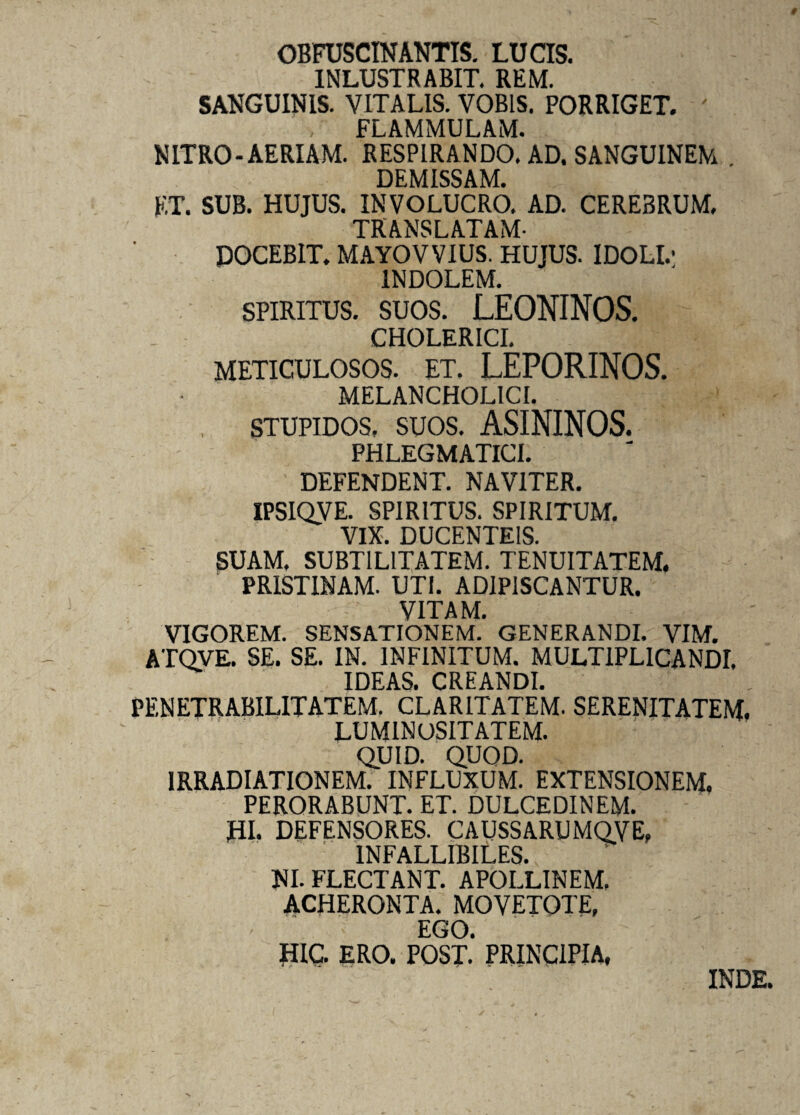 OBFUSCINANTIS. LUCIS.
INLUSTRABIT. REM.
SANGUINIS. VITALIS. VOBIS. PORRIGET.
FLAMMULAM.
NITRO-AERIAM. RESPIRANDO. AD. SANGUINEM.
DEMISSAM.
ET. SUB. HUJUS. INVOLUCRO. AD. CEREBRUM.
TRANSLATAM.
DOCEBIT. MAYOVVIUS. HUJUS. IDOLI.
INDOLEM.
SPIRITUS. SUOS. LEONINOS.
CHOLERICI.
METICULOSOS. ET. LEPORINOS.
MELANCHOLICI.
STUPIDOS. SUOS. ASININOS.
PHLEGMATICI.
DEFENDENT. NAVITER.
IPSIQVE. SPIRITUS. SPIRITUM.
VIX. DUCENTEIS.
SUAM. SUBTILITATEM. TENUITATEM.
PRISTINAM. UTI. ADIPISCANTUR.
VITAM.
VIGOREM. SENSATIONEM. GENERANDI. VIM.
ATQVE. SE. SE. IN. INFINITUM. MULTIPLICANDI.
IDEAS. CREANDI.
PENETRABILITATEM. CLARITATEM. SERENITATEM.
LUMINOSITATEM.
QUID. QUOD.
IRRADIATIONEM. INFLUXUM. EXTENSIONEM.
PERORABUNT. ET. DULCEDINEM.
HI. DEFENSORES. CAUSSARUMQVE.
INFALLIBILES.
NI. FLECTANT. APOLLINEM.
ACHERONTA. MOVETOTE.
EGO.
HIC. ERO. POST. PRINCIPIA.
INDE.